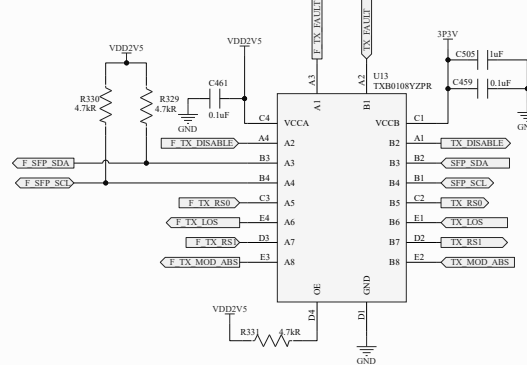 F_TX_FAULT
TX_FAULT
VDD2V5
VDD2V5
3P3V
C505
1uF
A3
A2
U13
TXB0108YZPR
R330
4.7kR
R329
4.7kR
C461
0.1uF
C459
0.1uF
GND
GND
A1
B1
C4
VCCA
VCCB
C1
F_TX_DISABLE
A4
A2
B2
A1
TX_DISABLE
F_SFP_SDA
B3
A3
B3
B2
SFP_SDA
F_SFP_SCL
B4
A4
B4
B1
SFP_SCL
F_TX_RS0
C3
A5
B5
C2
TX_RS0
F_TX_LOS
E4
A6
B6
E1
TX_LOS
F_TX_RS1
D3
A7
B7
D2
TX_RS1
F_TX_MOD_ABS
E3
A8
B8
E2
TX_MOD_ABS
OE
GND
VDD2V5
D4
D1
R331
4.7kR
GND